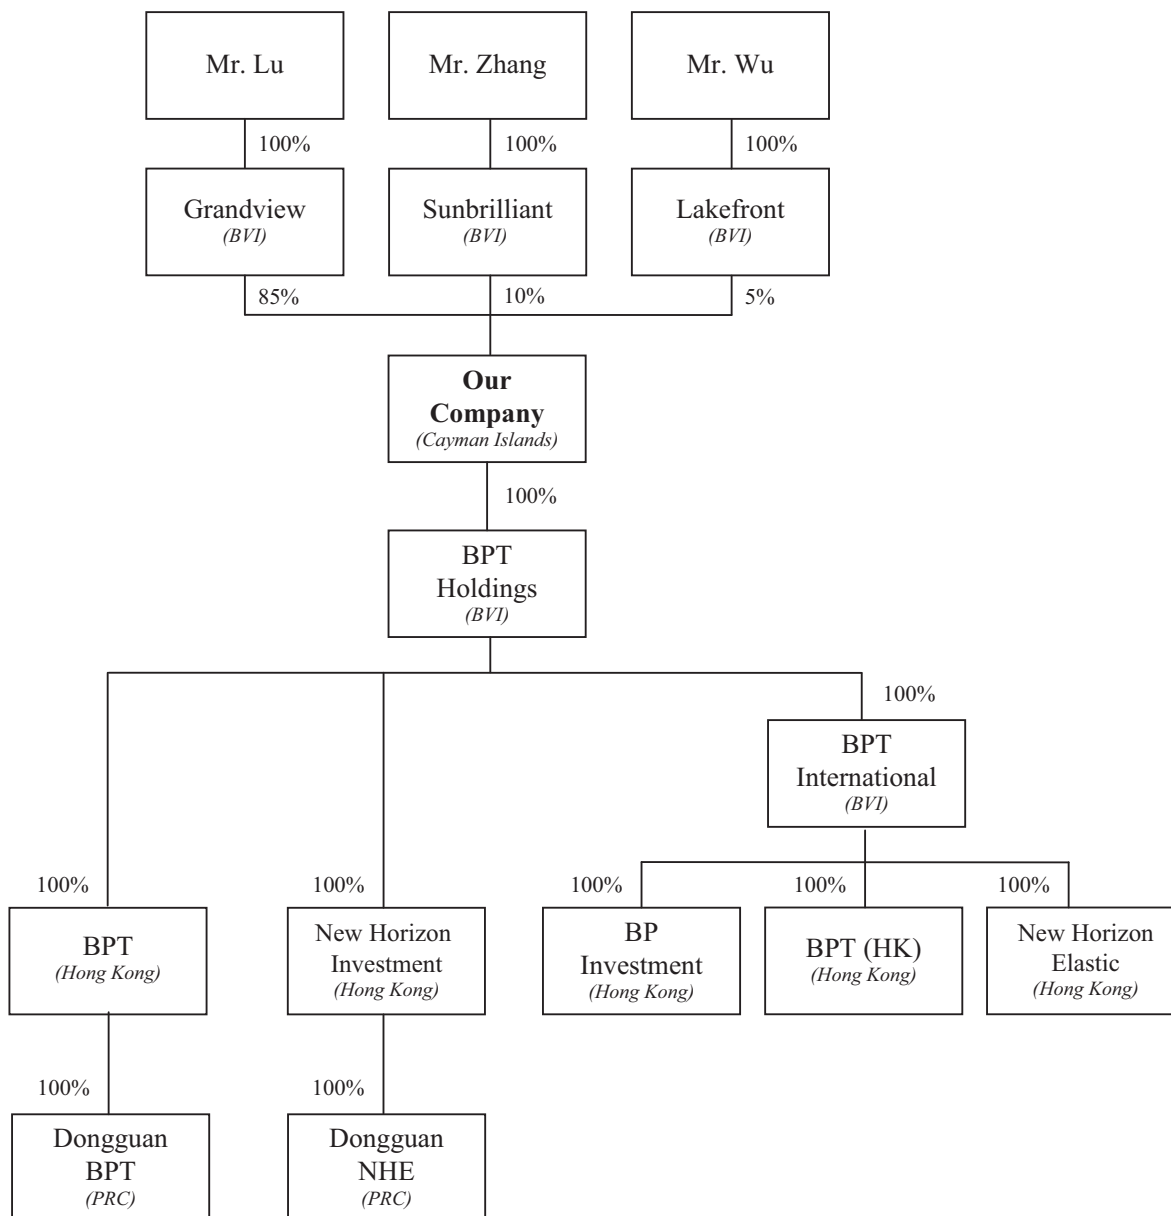 Mr. Lu
Mr. Zhang
Mr. Wu
100%
100%
100%
Grandview
(BVI)
Sunbrilliant
(BVI)
Lakefront
(BVI)
85%
10%
5%
Our
Company
(Cayman Islands)
100%
BPT
Holdings
(BVI)
100%
BPT
International
(BVI)
100%
100%
100%
100%
100%
BPT
(Hong Kong)
New Horizon
Investment
(Hong Kong)
BP
Investment
(Hong Kong)
BPT (HK)
(Hong Kong)
New Horizon
Elastic
(Hong Kong)
100%
100%
Dongguan
BPT
(PRC)
Dongguan
NHE
(PRC)